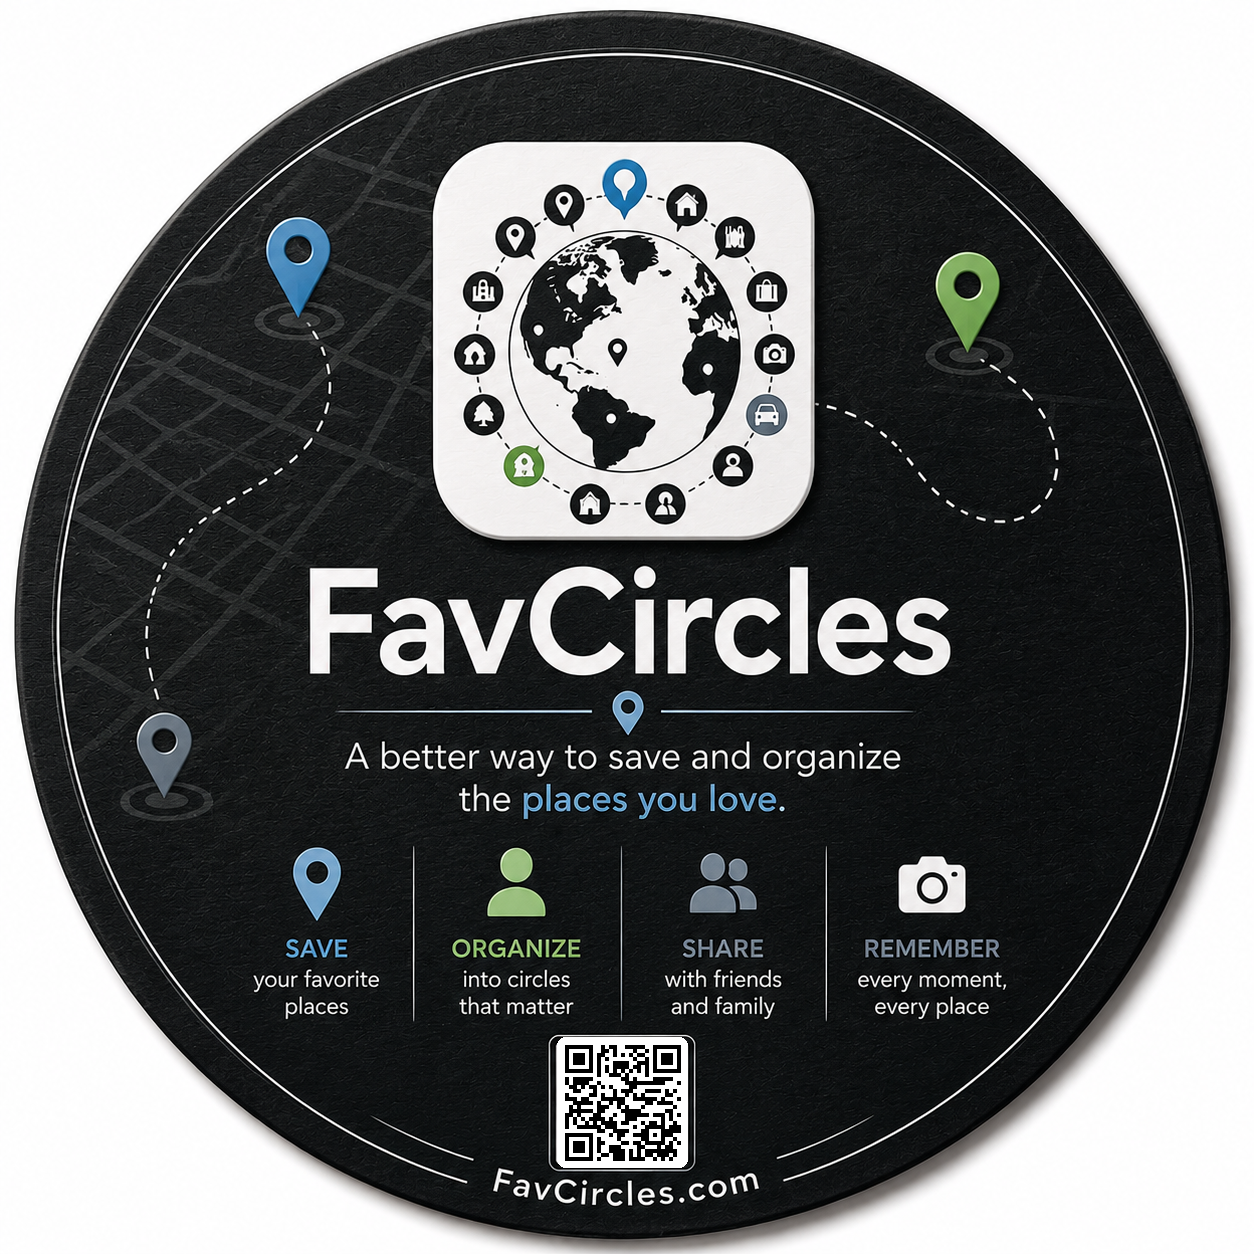 FavCircles
A better way to save and organize
the places you love.
SAVE
your favorite
places
ORGANIZE
into circles
that matter
SHARE
with friends
and family
REMEMBER
every moment,
every place
FavCircles.com